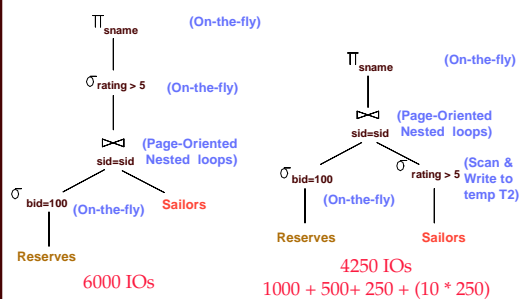 ∏ sname (On-the-fly)
σ rating > 5 (On-the-fly)
⋈ (Page-Oriented
sid=sid Nested loops)
σ bid=100 (On-the-fly)
Sailors
Reserves
6000 IOs
∏ sname (On-the-fly)
⋈ (Page-Oriented
sid=sid Nested loops)
σ bid=100 (On-the-fly)
σ rating > 5 (Scan &
Write to
temp T2)
Reserves
Sailors
4250 IOs
1000 + 500+ 250 + (10 * 250)